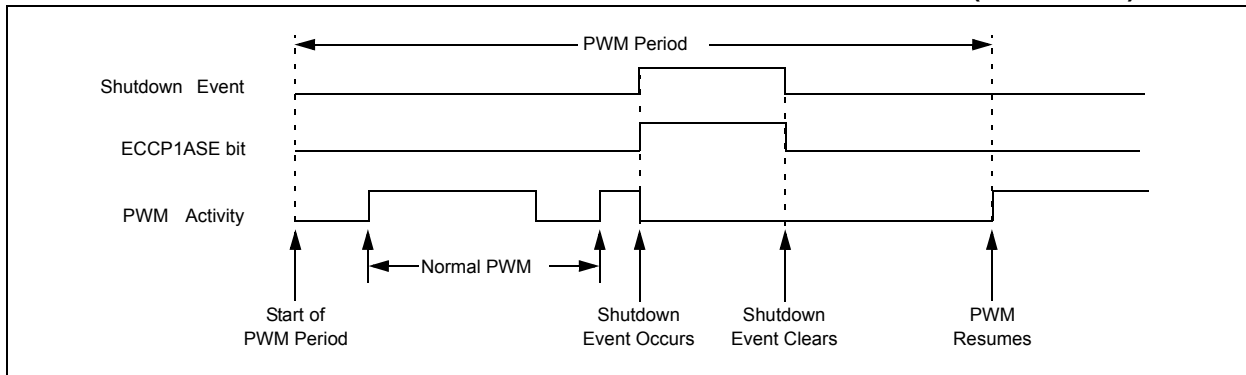 PWM Period
Shutdown Event
ECCP1ASE bit
PWM Activity
Normal PWM
Start of
PWM Period
Shutdown
Event Occurs
Shutdown
Event Clears
PWM
Resumes